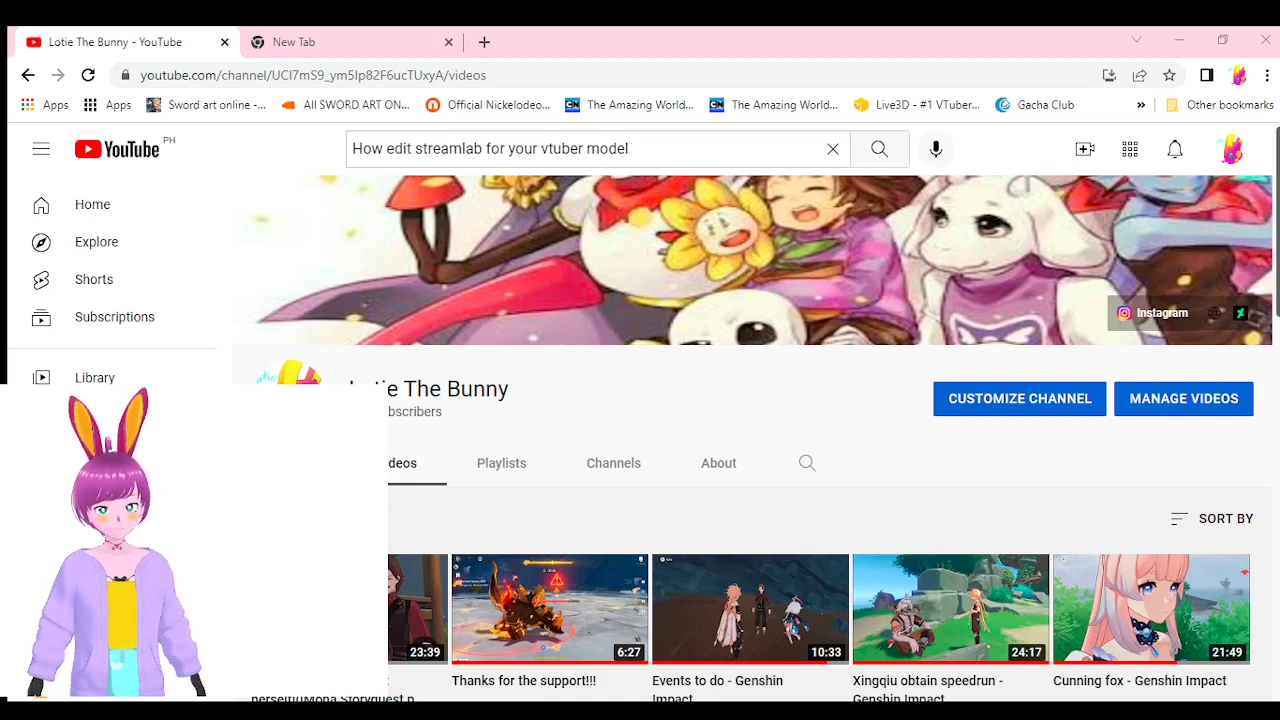 Lotie The Bunny - YouTube
New Tab
youtube.com/channel/UCI7mS9_ym5Ip82F6ucTUxyA/videos
Apps
Apps
Sword art online -...
All SWORD ART ON...
Official Nickelodeo...
The Amazing World...
The Amazing World...
Live3D - #1 VTuber...
Gacha Club
»
Other bookmarks
YouTube PH
How edit streamlab for your vtuber model
Home
Explore
Shorts
Subscriptions
Library
Instagram
e The Bunny
bscribers
CUSTOMIZE CHANNEL
MANAGE VIDEOS
deos
Playlists
Channels
About
SORT BY
23:39
6:27
10:33
24:17
21:49
Thanks for the support!!!
Events to do - Genshin
Impact
Xingqiu obtain speedrun -
Genshin Impact
Cunning fox - Genshin Impact